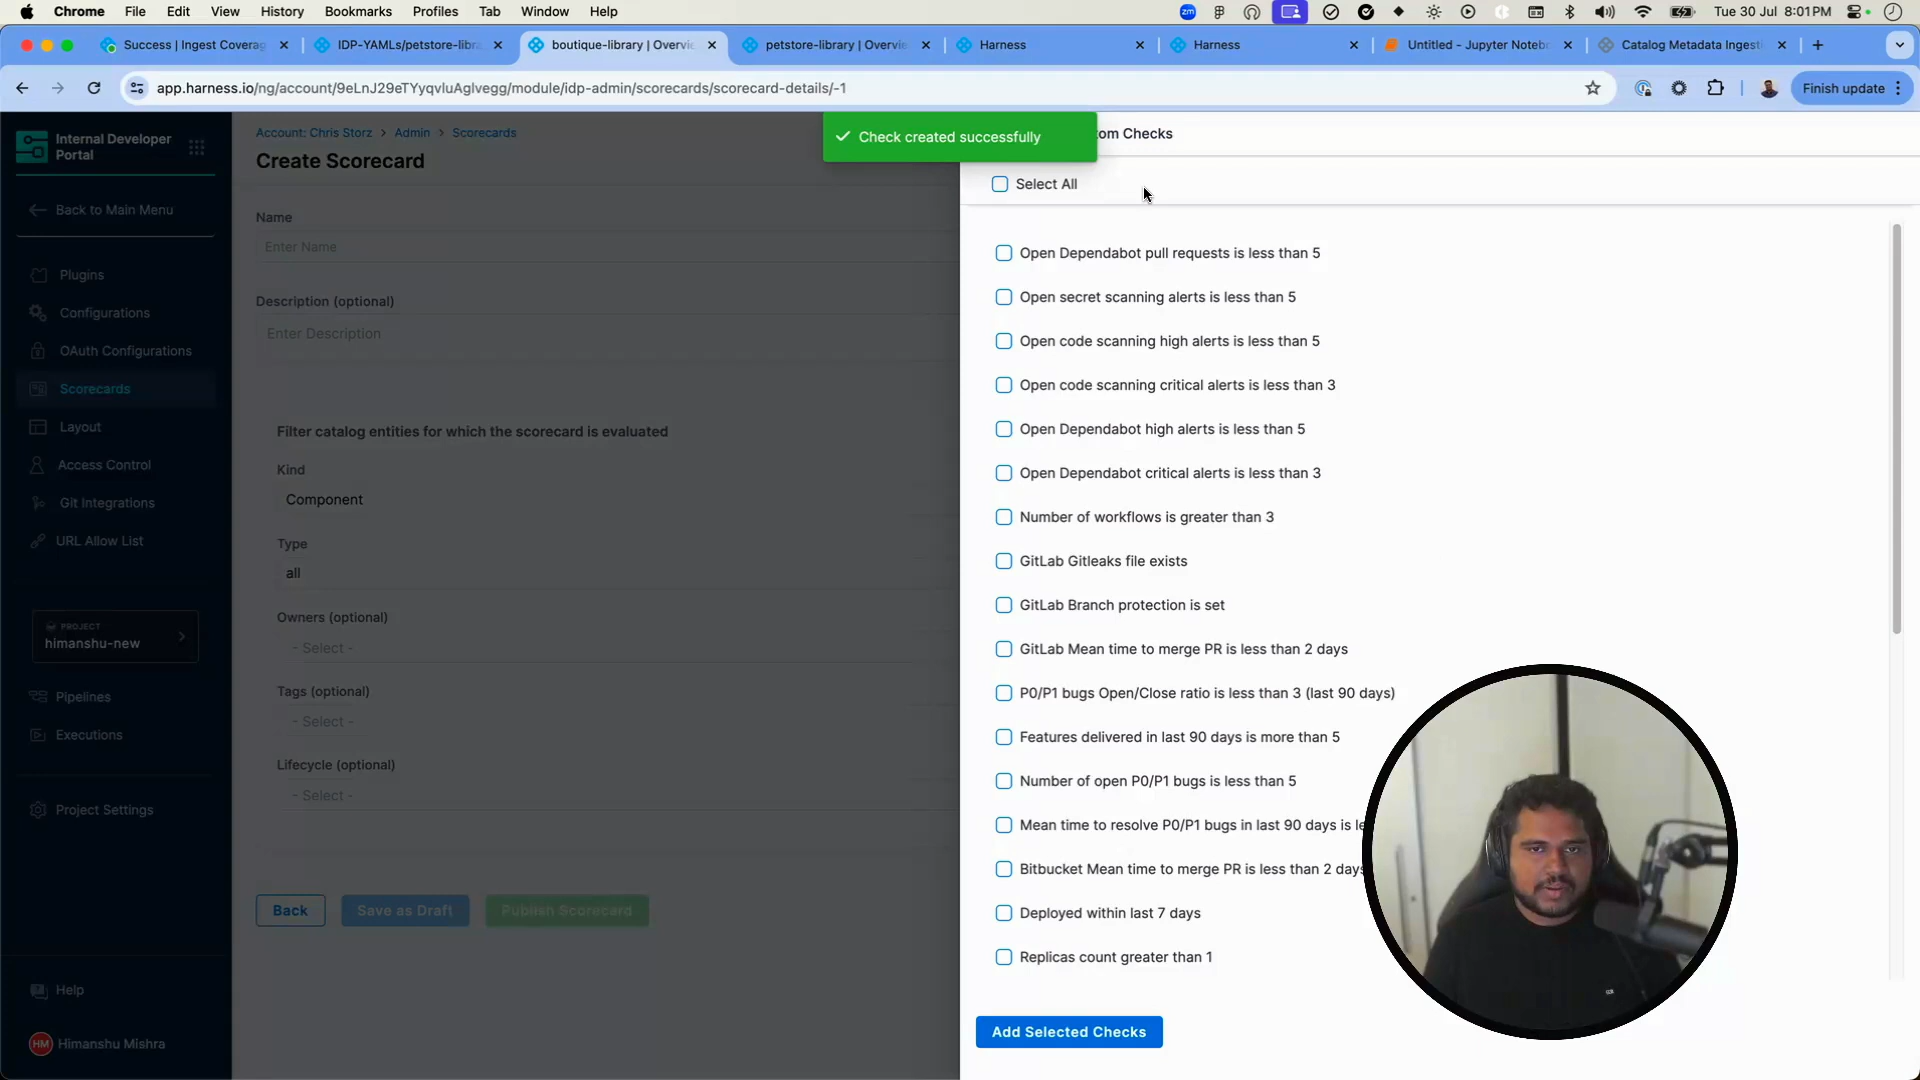 Chrome File Edit View History Bookmarks Profiles Tab Window Help
zm
Tue 30 Jul 8:01PM
Success | Ingest Coverag
IDP-YAMLs/petstore-libra
boutique-library | Overvie
petstore-library | Overvie
Harness
Harness
Untitled - Jupyter Noteb
Catalog Metadata Ingesti
app.harness.io/ng/account/9eLnJ29eTYyqvluAglvegg/module/idp-admin/scorecards/scorecard-details/-1
Finish update
Internal Developer
Portal
Back to Main Menu
Plugins
Configurations
OAuth Configurations
Scorecards
Layout
Access Control
Git Integrations
URL Allow List
PROJECT
himanshu-new
Pipelines
Executions
Project Settings
Help
HM Himanshu Mishra
Account: Chris Storz > Admin > Scorecards
Create Scorecard
Name
Enter Name
Description (optional)
Enter Description
Filter catalog entities for which the scorecard is evaluated
Kind
Component
Type
all
Owners (optional)
- Select -
Tags (optional)
- Select -
Lifecycle (optional)
- Select -
Back
Save as Draft
Publish Scorecard
Check created successfully
om Checks
Select All
Open Dependabot pull requests is less than 5
Open secret scanning alerts is less than 5
Open code scanning high alerts is less than 5
Open code scanning critical alerts is less than 3
Open Dependabot high alerts is less than 5
Open Dependabot critical alerts is less than 3
Number of workflows is greater than 3
GitLab Gitleaks file exists
GitLab Branch protection is set
GitLab Mean time to merge PR is less than 2 days
P0/P1 bugs Open/Close ratio is less than 3 (last 90 days)
Features delivered in last 90 days is more than 5
Number of open P0/P1 bugs is less than 5
Mean time to resolve P0/P1 bugs in last 90 days is le
Bitbucket Mean time to merge PR is less than 2 days
Deployed within last 7 days
Replicas count greater than 1
Add Selected Checks